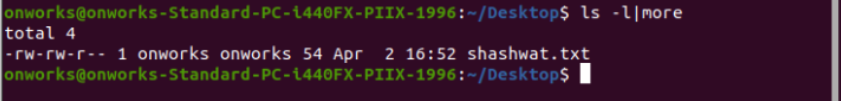 onworks@onworks-Standard-PC-i440FX-PIIX-1996:~/Desktop$ ls -l|more
total 4
-rw-rw-r-- 1 onworks onworks 54 Apr  2 16:52 shashwat.txt
onworks@onworks-Standard-PC-i440FX-PIIX-1996:~/Desktop$